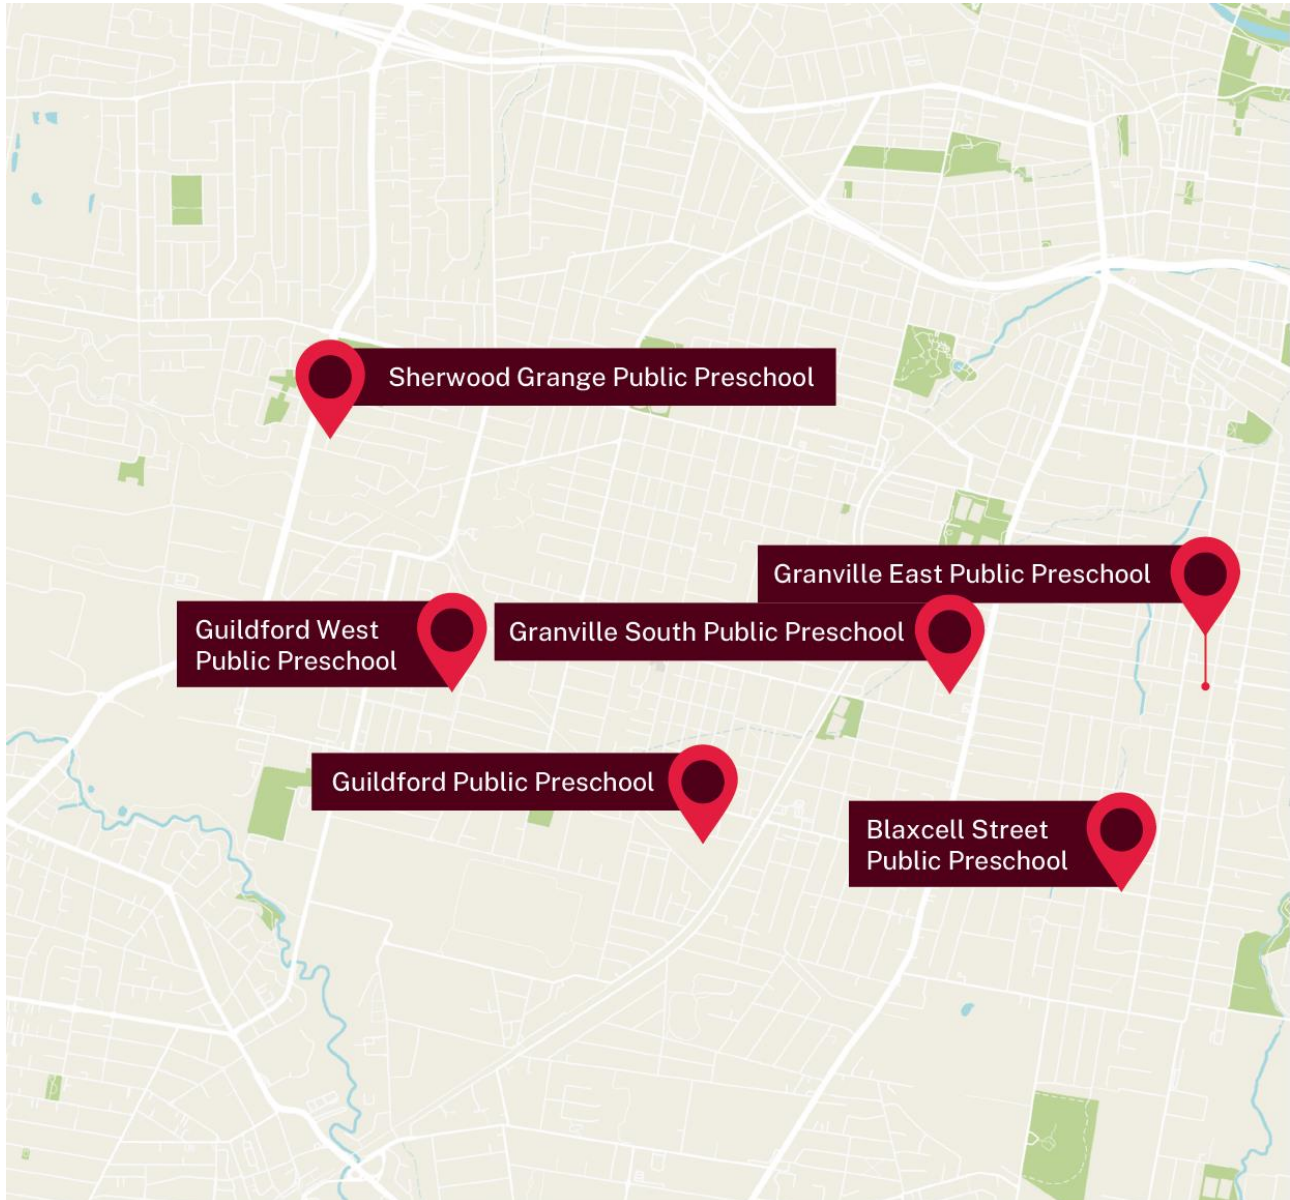 Sherwood Grange Public Preschool
Granville East Public Preschool
Guildford West
Public Preschool
Granville South Public Preschool
Guildford Public Preschool
Blaxcell Street
Public Preschool